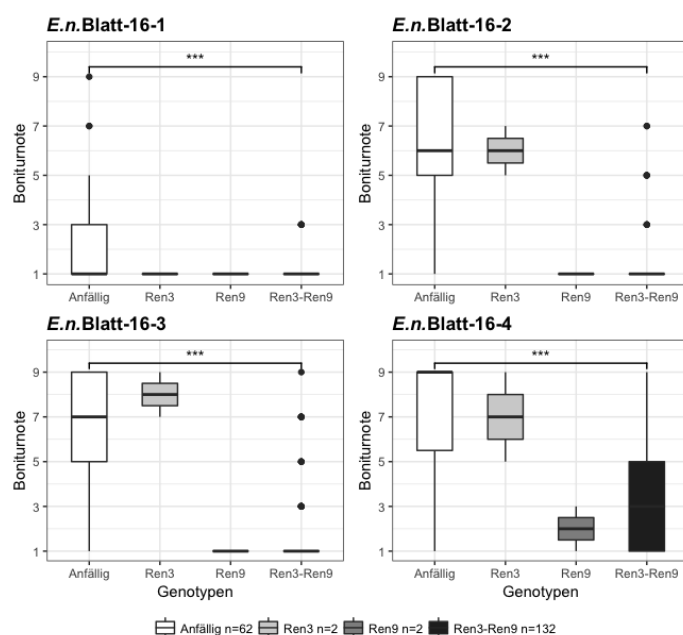 E.n.Blatt-16-1
E.n.Blatt-16-2
Boniturnote
9
7
5
3
1
***
Anfällig Ren3 Ren9 Ren3-Ren9
Boniturnote
9
7
5
3
1
***
Anfällig Ren3 Ren9 Ren3-Ren9
E.n.Blatt-16-3
E.n.Blatt-16-4
Boniturnote
9
7
5
3
1
***
Anfällig Ren3 Ren9 Ren3-Ren9
Genotypen
Boniturnote
9
7
5
3
1
***
Anfällig Ren3 Ren9 Ren3-Ren9
Genotypen
Anfällig n=62 Ren3 n=2 Ren9 n=2 Ren3-Ren9 n=132